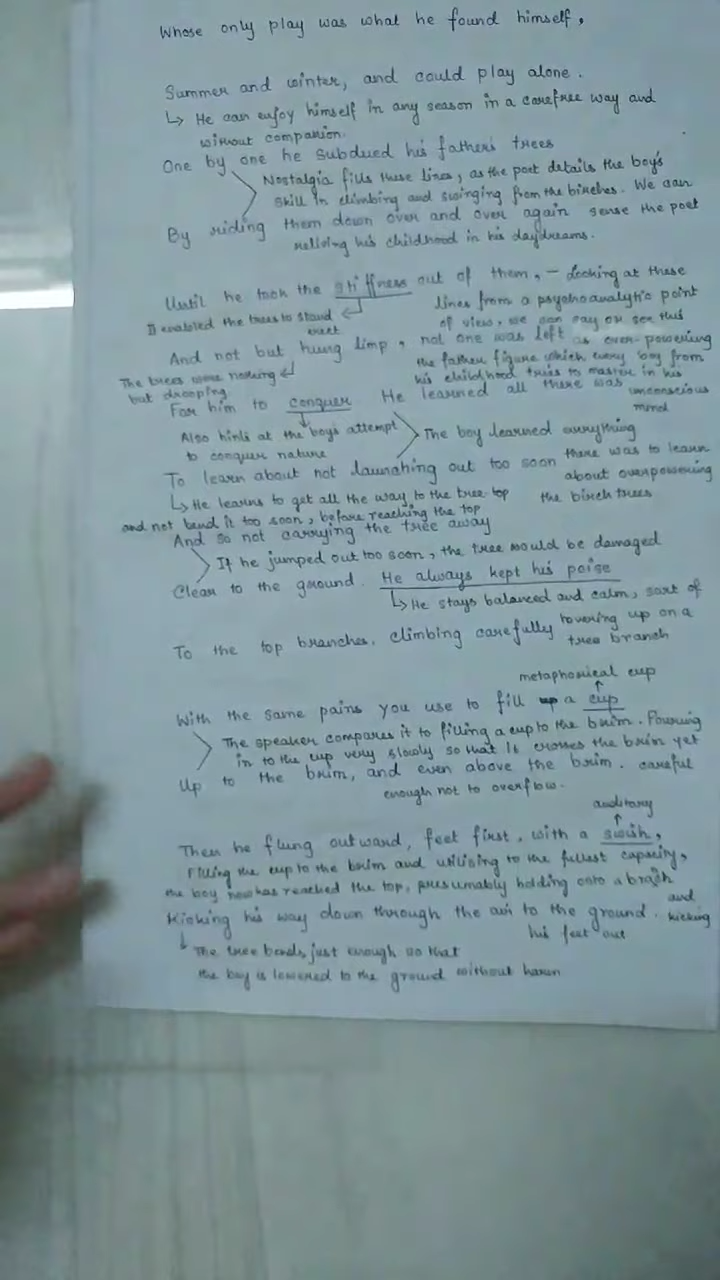 Whose only play was what he found himself,
Summer and winter, and could play alone.
↳ He can enjoy himself in any season in a carefree way and
without companion.
One by one he subdued his father's trees
Nostalgia fills these lines, as the poet details the boy's
skill in climbing and swinging from the birches. We can
By riding them down over and over again sense the poet
reliving his childhood in his daydreams.
Until he took the stiffness out of them, - Looking at these
It enabled the trees to stand erect
lines from a psychoanalytic point
of view, we can say or see this
And not but hung limp, not one was left as over-powering
The trees were nothing but drooping
the father figure which every boy from
his childhood tries to master in his
unconscious mind
For him to conquer. He learned all there was
Also hints at the boy's attempt
to conquer nature
The boy learned everything
there was to learn
about overpowering
the birch trees
To learn about not launching out too soon
↳ He learns to get all the way to the tree top
and not bend it too soon, before reaching the top
And so not carrying the tree away
If he jumped out too soon, the tree would be damaged
Clear to the ground. He always kept his poise
↳ He stays balanced and calm, sort of
hovering up on a
tree branch
To the top branches, climbing carefully
metaphorical cup
With the same pains you use to fill a cup
The speaker compares it to filling a cup to the brim. Pouring
in to the cup very slowly so that it crosses the brim yet
Up to the brim, and even above the brim. careful
enough not to overflow.
auditory
Then he flung outward, feet first, with a swish,
Filling the cup to the brim and utilising to the fullest capacity,
the boy now has reached the top, presumably holding onto a
and kicking
his feet out
Kicking his way down through the air to the ground.
↓ The tree bends just enough so that
the boy is lowered to the ground without harm